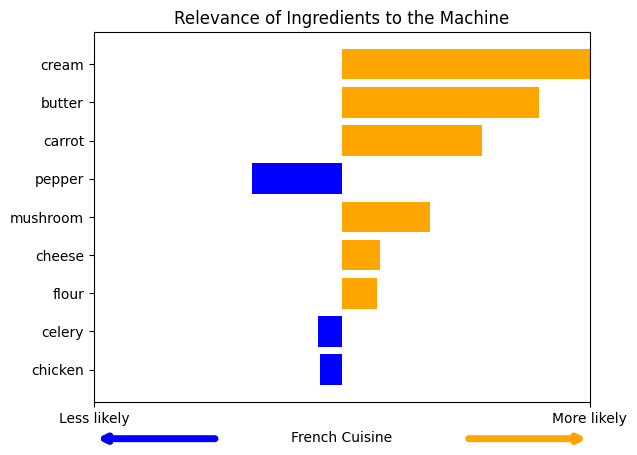 Relevance of Ingredients to the Machine
cream
butter
carrot
pepper
mushroom
cheese
flour
celery
chicken
Less likely
More likely
French Cuisine